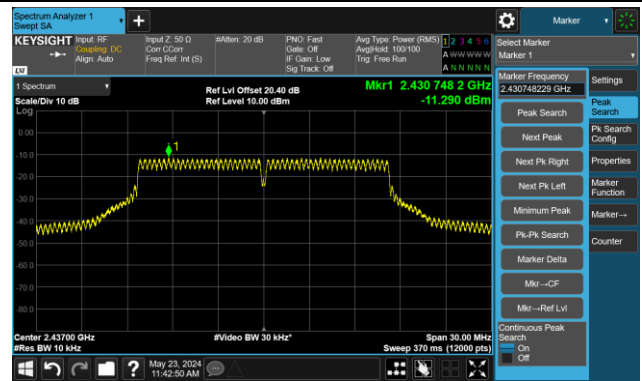 Spectrum Analyzer 1
Swept SA
Marker
KEYSIGHT
Input: RF
Coupling: DC
Align: Auto
Input Z: 50 Ω
Corr CCorr
Freq Ref: Int (S)
#Atten: 20 dB
PNO: Fast
Gate: Off
IF Gain: Low
Sig Track: Off
Avg Type: Power (RMS)
Avg|Hold: 100/100
Trig: Free Run
1 2 3 4 5 6
A W W W W W
A N N N N N
LXI
Select Marker
Marker 1
1 Spectrum
Scale/Div 10 dB
Log
Ref Lvl Offset 20.40 dB
Ref Level 10.00 dBm
Mkr1 2.430 748 2 GHz
-11.290 dBm
1
0.00
-10.0
-20.0
-30.0
-40.0
-50.0
-60.0
-70.0
-80.0
Center 2.43700 GHz
#Res BW 10 kHz
#Video BW 30 kHz*
Span 30.00 MHz
Sweep 370 ms (12000 pts)
Marker Frequency
2.430748229 GHz
Peak Search
Next Peak
Next Pk Right
Next Pk Left
Minimum Peak
Pk-Pk Search
Marker Delta
Mkr→CF
Mkr→Ref Lvl
Continuous Peak
Search
On
Off
Settings
Peak
Search
Pk Search
Config
Properties
Marker
Function
Marker→
Counter
?
May 23, 2024
11:42:50 AM